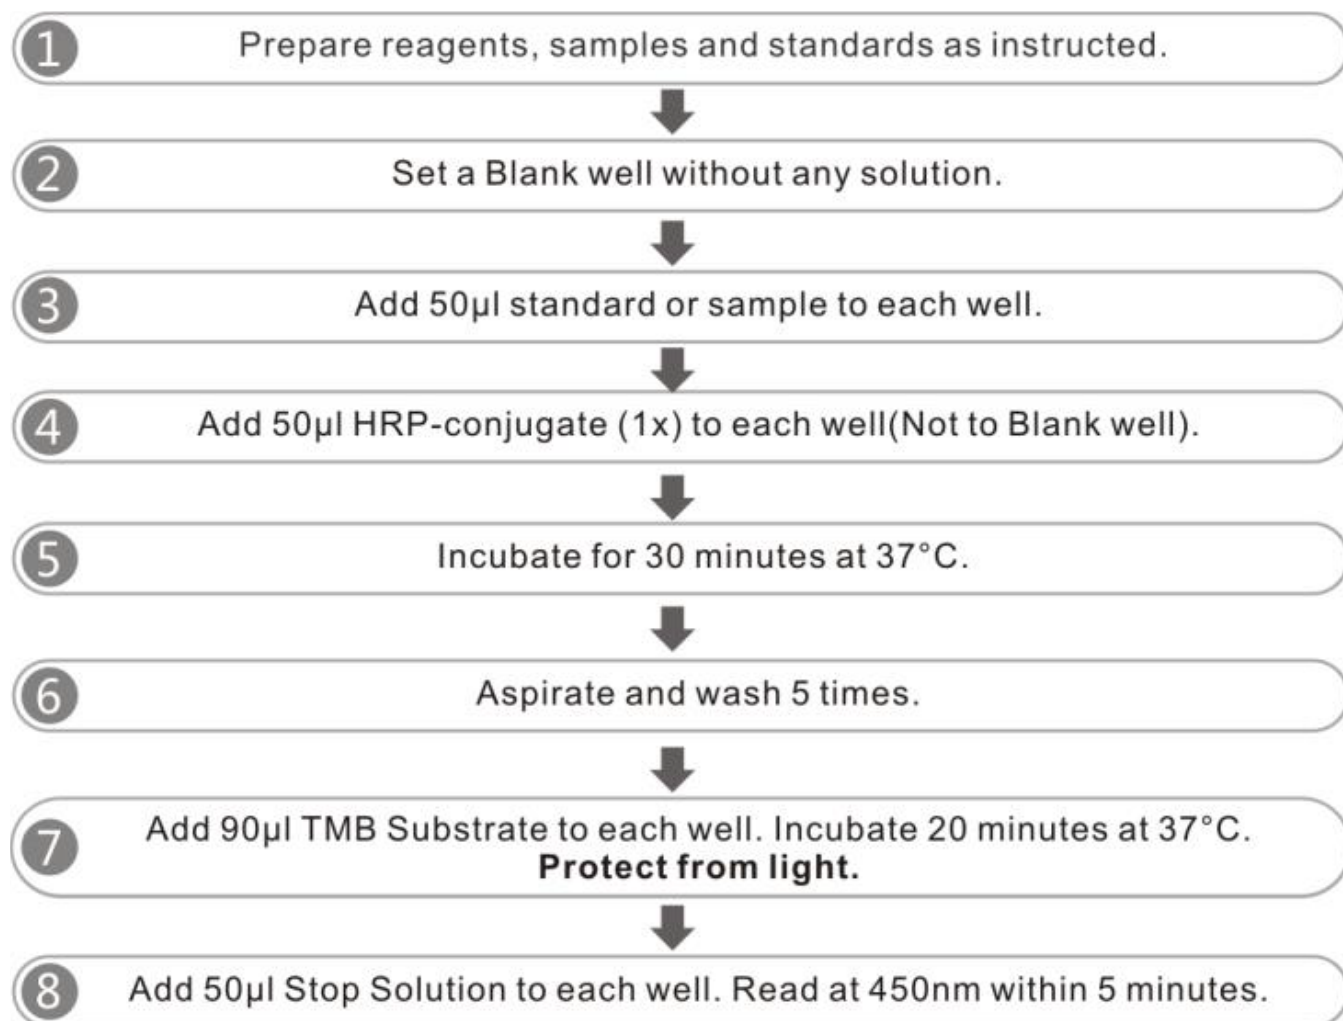 1 Prepare reagents, samples and standards as instructed.
2 Set a Blank well without any solution.
3 Add 50µl standard or sample to each well.
4 Add 50µl HRP-conjugate (1x) to each well(Not to Blank well).
5 Incubate for 30 minutes at 37°C.
6 Aspirate and wash 5 times.
7 Add 90µl TMB Substrate to each well. Incubate 20 minutes at 37°C.
Protect from light.
8 Add 50µl Stop Solution to each well. Read at 450nm within 5 minutes.